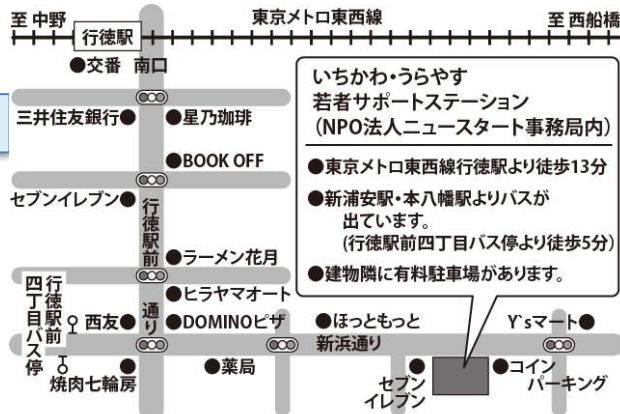 至 中野
東京メトロ東西線
至 西船橋
行徳駅
●交番 南口
三井住友銀行●
●星乃珈琲
●BOOK OFF
セブンイレブン●
行徳駅前通り
●ラーメン花月
●ヒラヤマオート
行徳駅前
四丁目バス停
西友●
●DOMINOピザ
●ほっともっと
Y`sマート●
新浜通り
焼肉七輪房
●薬局
セブン
イレブン
●コイン
パーキング
いちかわ・うらやす
若者サポートステーション
(NPO法人ニュースタート事務局内)
●東京メトロ東西線行徳駅より徒歩13分
●新浦安駅・本八幡駅よりバスが
出ています。
(行徳駅前四丁目バス停より徒歩5分)
●建物隣に有料駐車場があります。